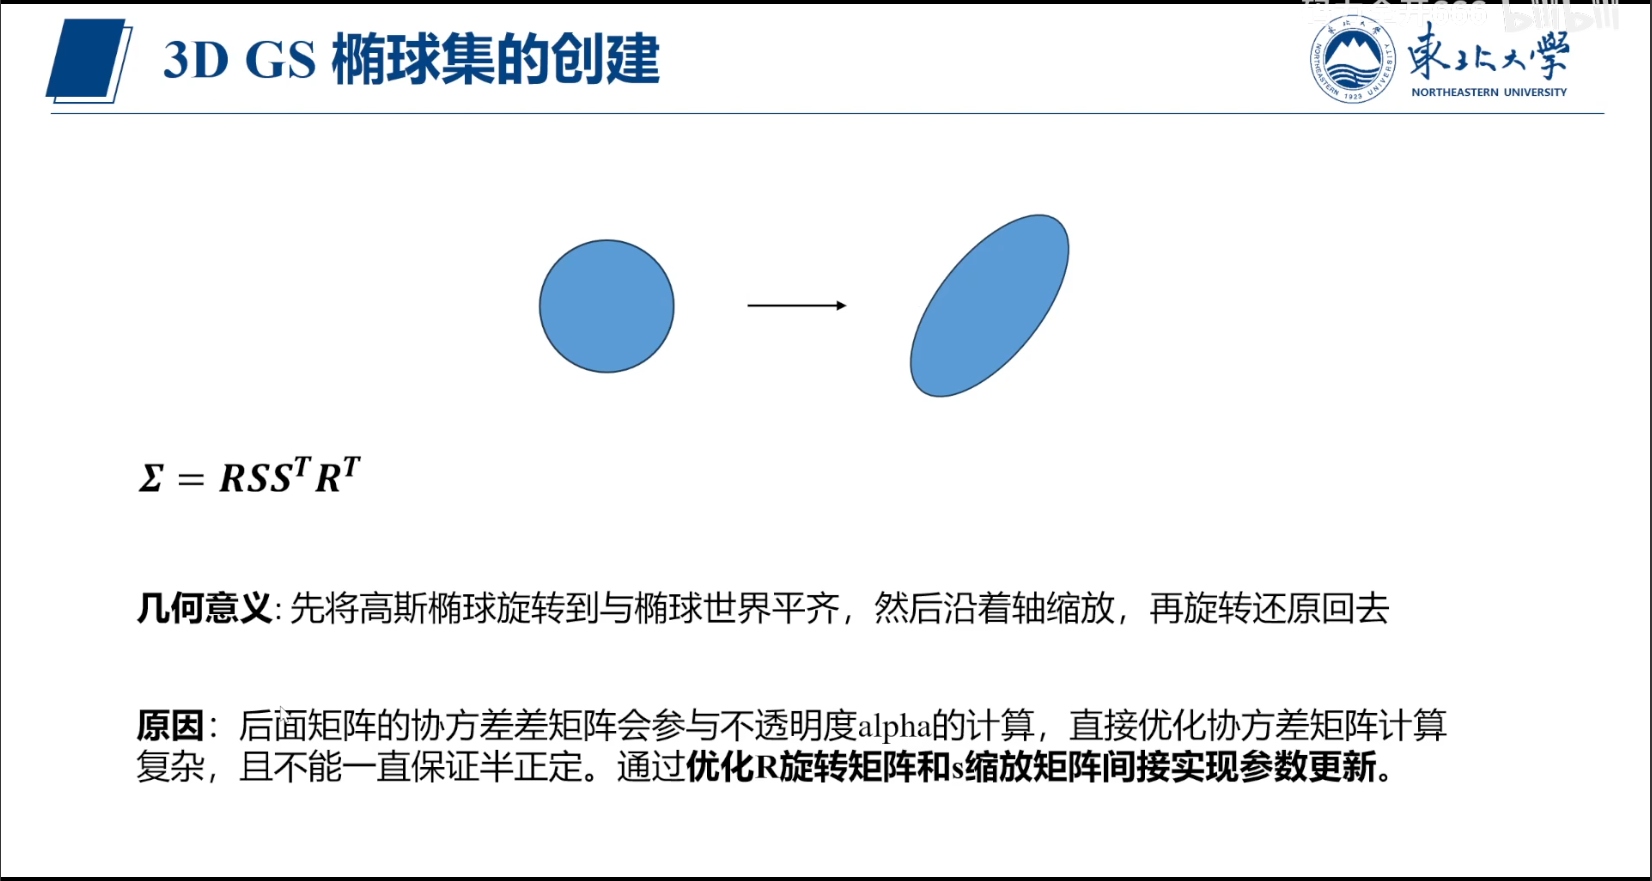 3D GS 椭球集的创建
東北大學
NORTHEASTERN UNIVERSITY
NORTHEASTERN UNIVERSITY
1923
bilibili
Σ = RSSᵀRᵀ
几何意义: 先将高斯椭球旋转到与椭球世界平齐，然后沿着轴缩放，再旋转还原回去
原因：后面矩阵的协方差差矩阵会参与不透明度alpha的计算，直接优化协方差矩阵计算
复杂，且不能一直保证半正定。通过优化R旋转矩阵和s缩放矩阵间接实现参数更新。